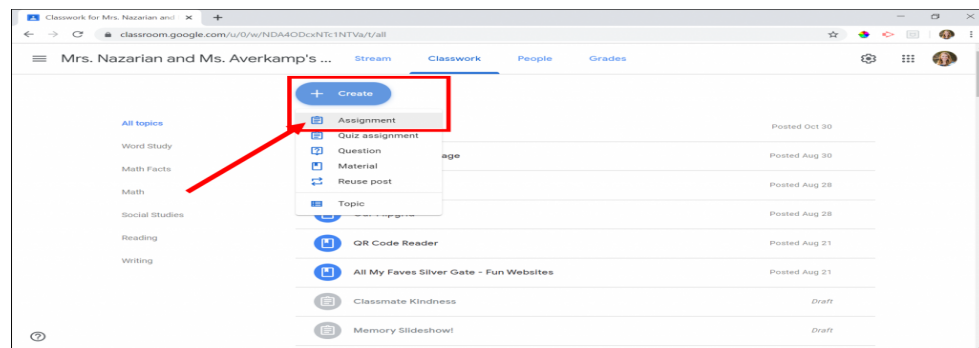 Classwork for Mrs. Nazarian and
classroom.google.com/u/0/w/NDA4ODcxNTc1NTVa/t/all
Mrs. Nazarian and Ms. Averkamp's ... Stream Classwork People Grades
+ Create
All topics
Assignment
Posted Oct 30
Quiz assignment
Word Study
Question
age
Posted Aug 30
Math Facts
Material
Reuse post
Posted Aug 28
Math
Topic
Social Studies
Posted Aug 28
Reading
QR Code Reader
Posted Aug 21
Writing
All My Faves Silver Gate - Fun Websites
Posted Aug 21
Classmate Kindness
Draft
Memory Slideshow!
Draft